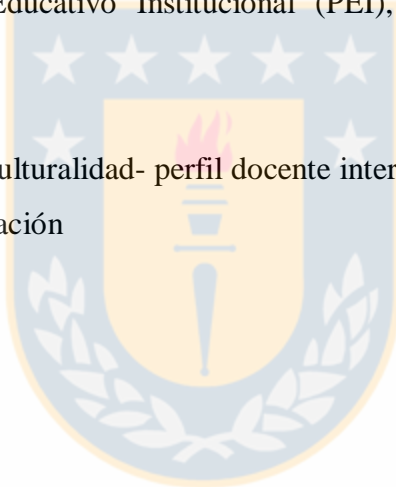 Educativo Institucional (PEI),
ulturalidad- perfil docente inter
ación